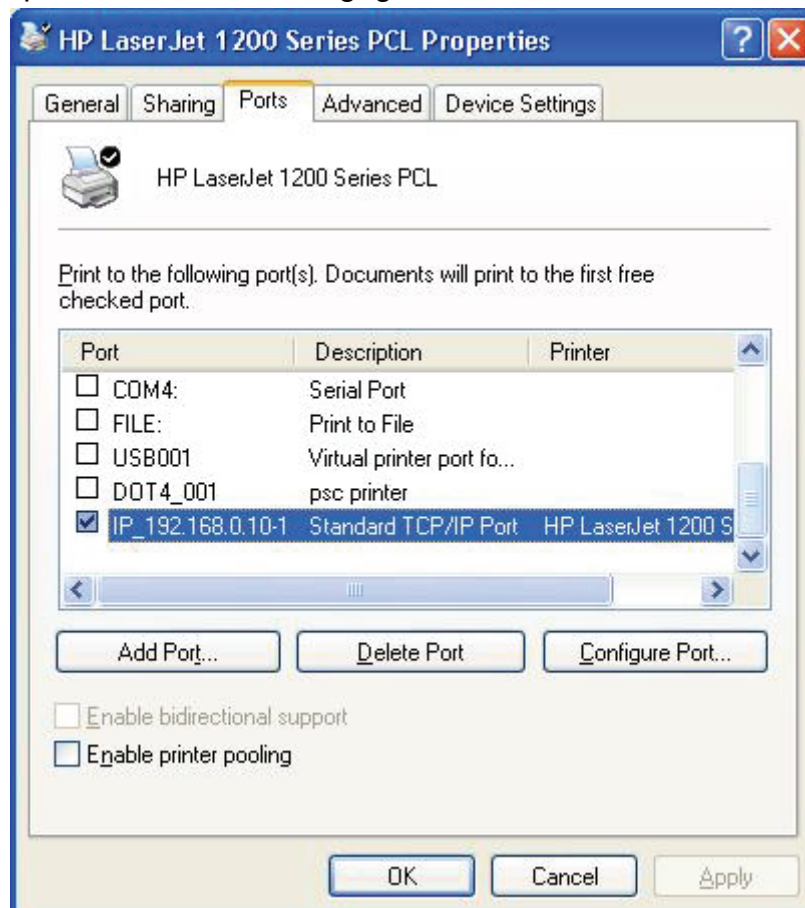 HP LaserJet 1200 Series PCL Properties
General Sharing Ports Advanced Device Settings
HP LaserJet 1200 Series PCL
Print to the following port(s). Documents will print to the first free
checked port.
Port Description Printer
COM4: Serial Port
FILE: Print to File
USB001 Virtual printer port fo...
DOT4_001 psc printer
IP_192.168.0.10-1 Standard TCP/IP Port HP LaserJet 1200 S
Add Port... Delete Port Configure Port...
Enable bidirectional support
Enable printer pooling
OK Cancel Apply